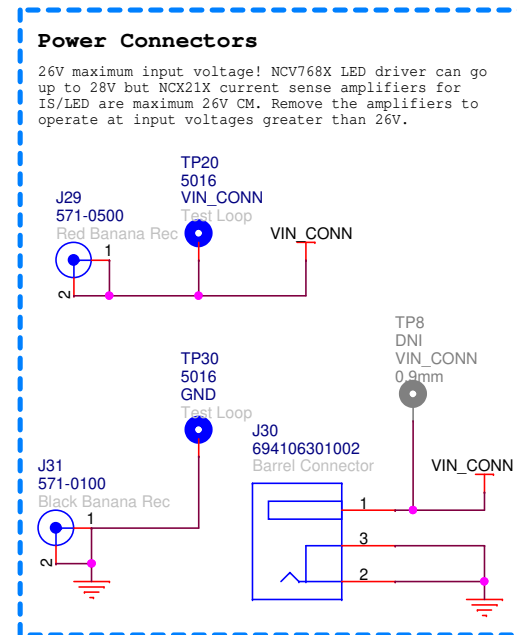 Power Connectors
26V maximum input voltage! NCV768X LED driver can go
up to 28V but NCX21X current sense amplifiers for
IS/LED are maximum 26V CM. Remove the amplifiers to
operate at input voltages greater than 26V.
TP20
5016
VIN_CONN
Test Loop
J29
571-0500
Red Banana Rec
1
2
VIN_CONN
TP8
DNI
VIN_CONN
0.9mm
TP30
5016
GND
Test Loop
J31
571-0100
Black Banana Rec
1
2
J30
694106301002
Barrel Connector
1
3
2
VIN_CONN